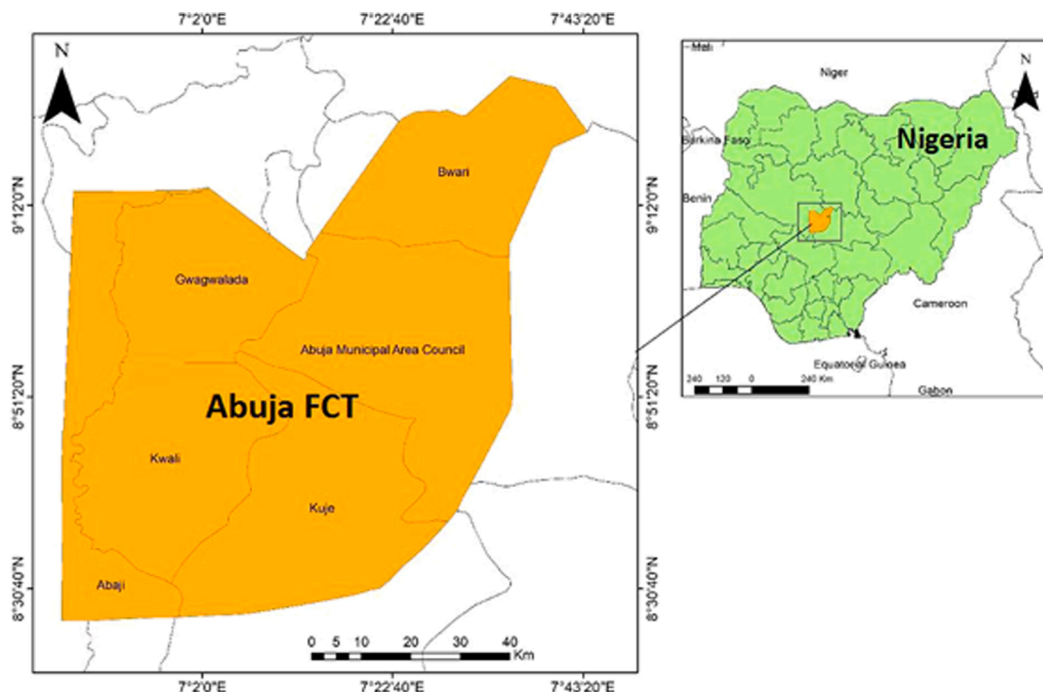 7°2'0"E
7°22'40"E
7°43'20"E
N
9°12'0"N
9°12'0"N
Bwari
Gwagwalada
Abuja Municipal Area Council
Abuja FCT
8°51'20"N
8°51'20"N
Kwali
Kuje
Abaji
8°30'40"N
8°30'40"N
0 5 10 20 30 40
Km
7°2'0"E
7°22'40"E
7°43'20"E
Mali
Niger
N
Nigeria
Burkina Faso
Benin
Cameroon
Equatorial Guinea
240 120 0 240 Km
Gabon